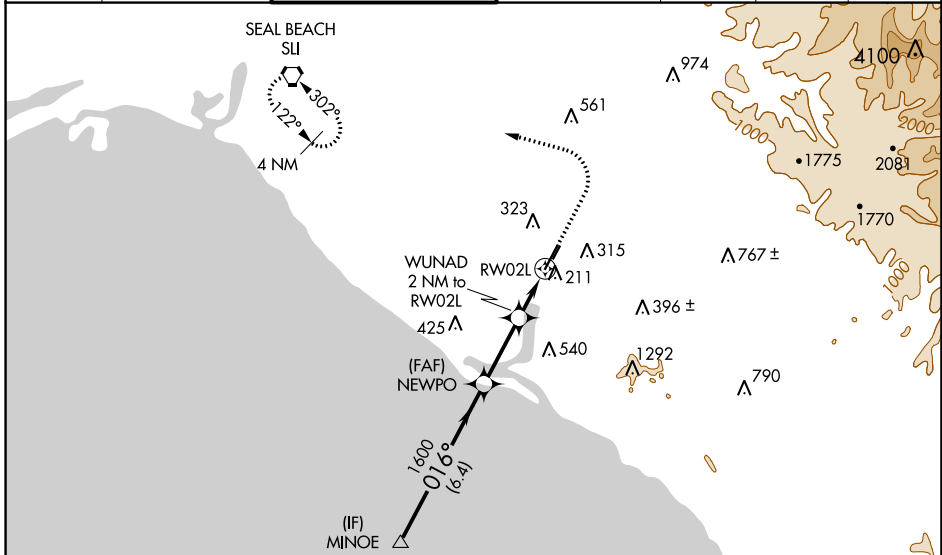 SEAL BEACH
SLI
302°
122°
4 NM
974
4100
561
1000
2000
1775
2081
1770
323
315
767 ±
WUNAD
2 NM to
RW02L
RW02L
211
396 ±
425
540
1292
790
(FAF)
NEWPO
1600
016°
(6.4)
(IF)
MINOE